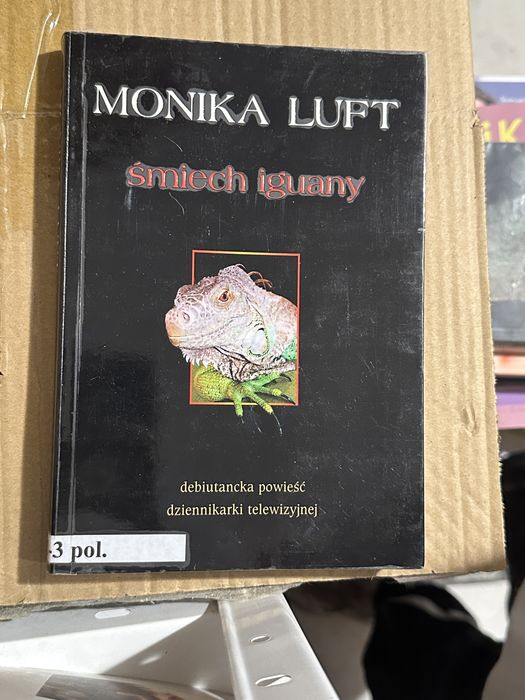 MONIKA LUFT
śmiech iguany
debiutancka powieść
dziennikarki telewizyjnej
-3 pol.